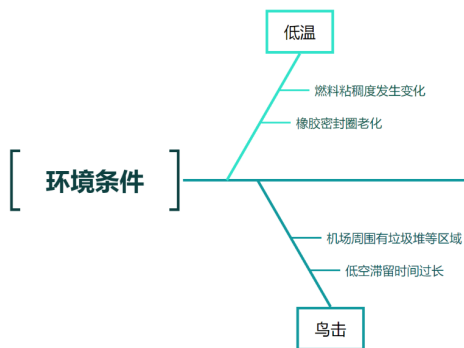 低温
燃料粘稠度发生变化
橡胶密封圈老化
环境条件
机场周围有垃圾堆等区域
低空滞留时间过长
鸟击